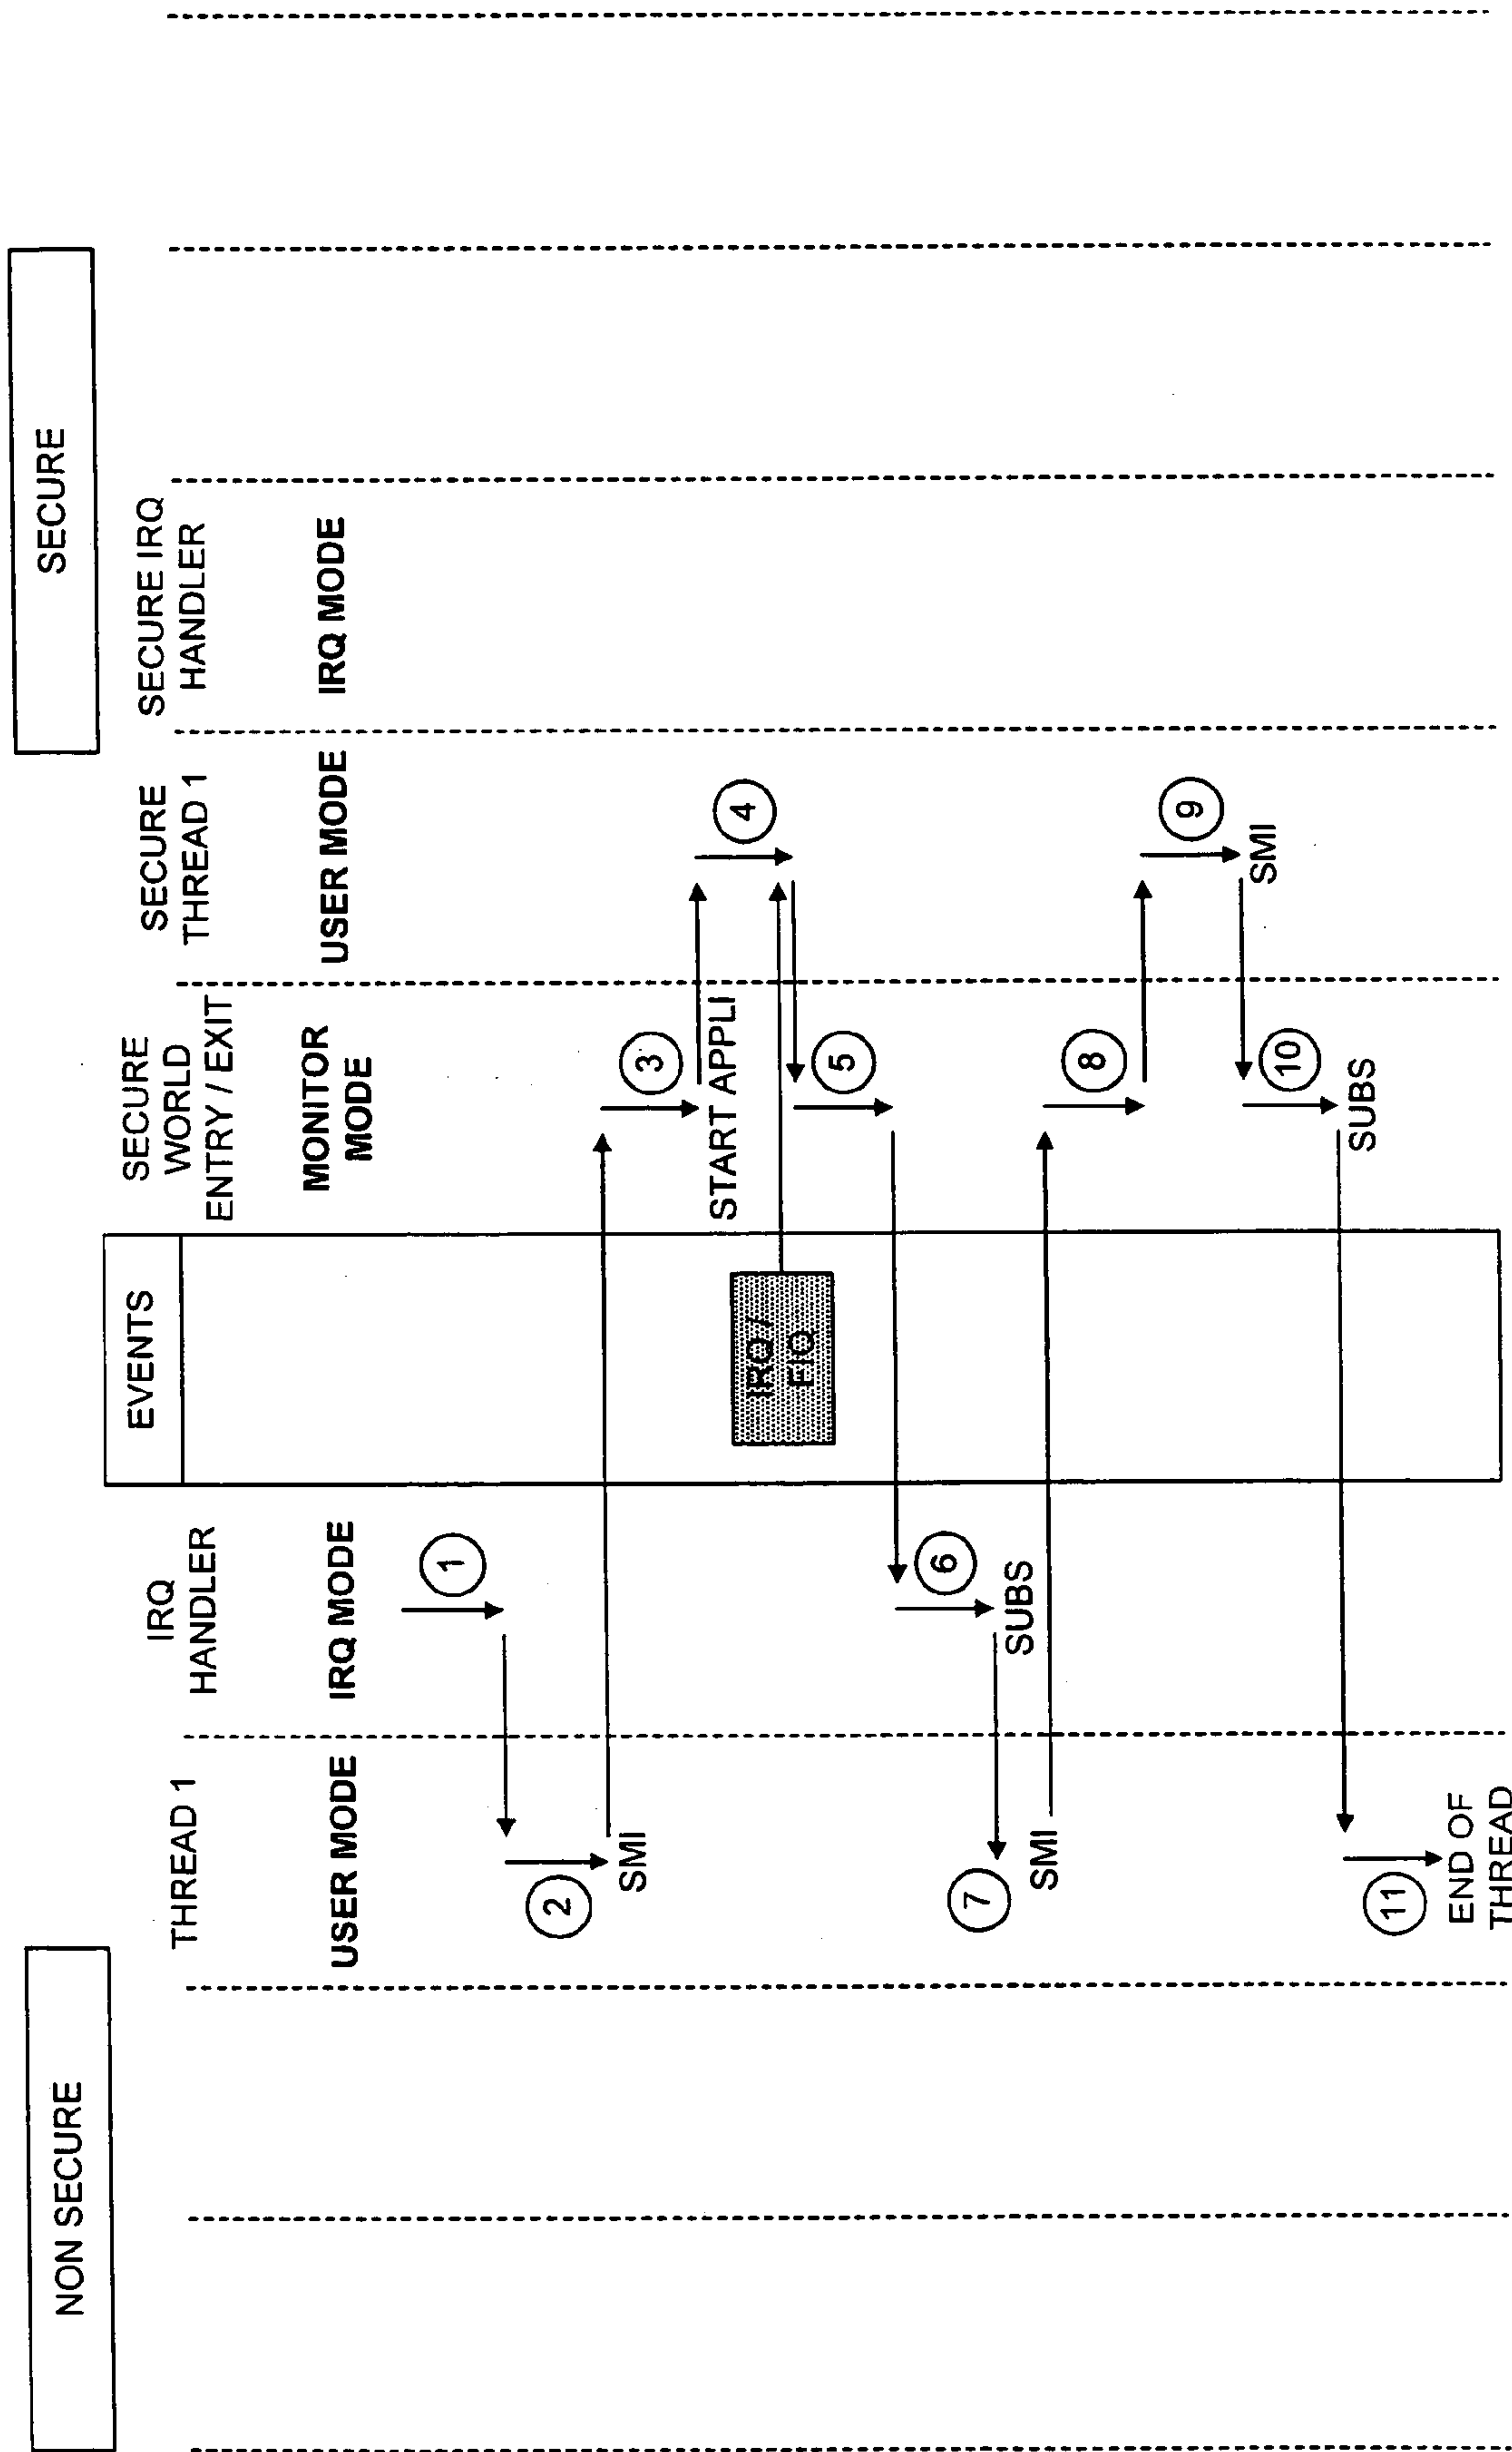 NON SECURE
SECURE
EVENTS
THREAD 1
IRQ
HANDLER
SECURE
WORLD
ENTRY / EXIT
SECURE
THREAD 1
SECURE IRQ
HANDLER
USER MODE
IRQ MODE
MONITOR
MODE
USER MODE
IRQ MODE
1
2
SMI
3
START APPLI
4
IRQ /
FIQ
5
6
SUBS
7
SMI
8
9
SMI
10
SUBS
11
END OF
THREAD